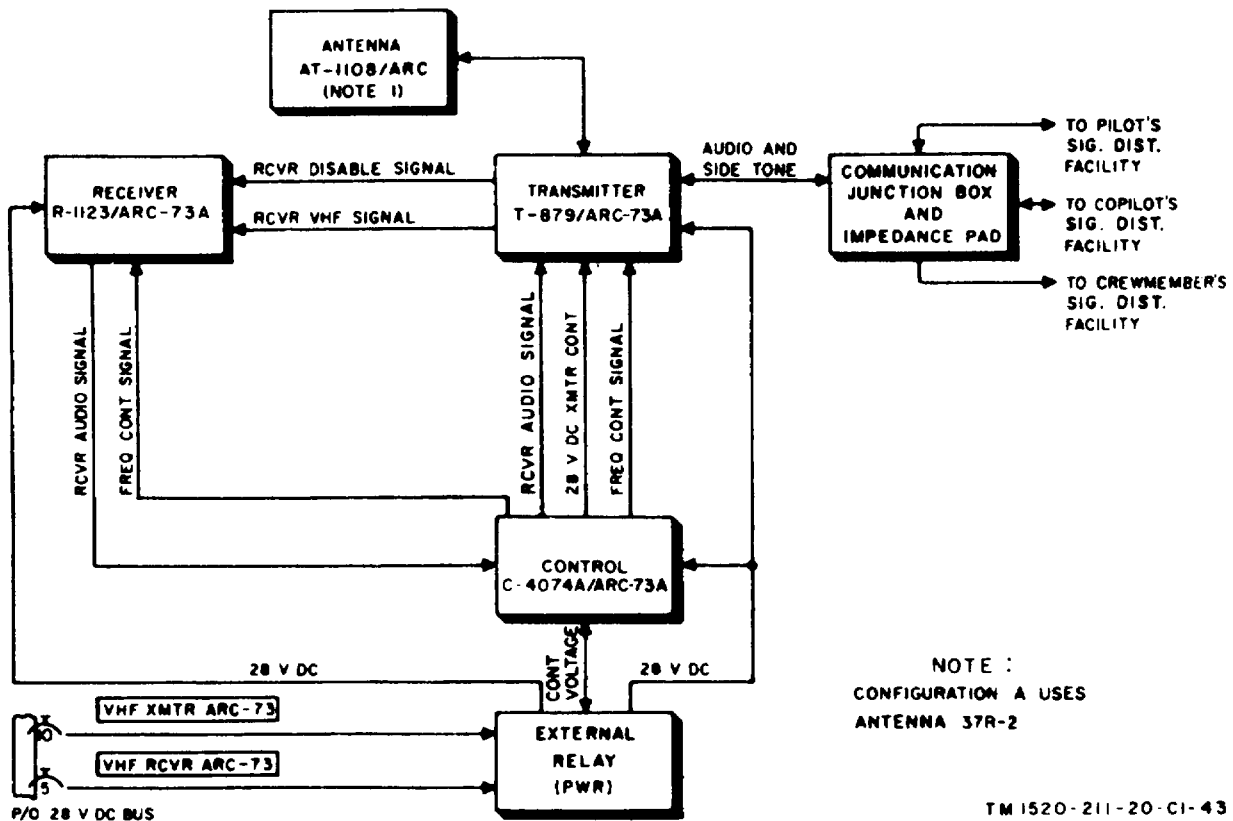 ANTENNA
AT-1108/ARC
(NOTE 1)
RECEIVER
R-1123/ARC-73A
RCVR DISABLE SIGNAL
RCVR VHF SIGNAL
TRANSMITTER
T-879/ARC-73A
AUDIO AND
SIDE TONE
COMMUNICATION
JUNCTION BOX
AND
IMPEDANCE PAD
TO PILOT'S
SIG. DIST.
FACILITY
TO COPILOT'S
SIG. DIST.
FACILITY
TO CREWMEMBER'S
SIG. DIST.
FACILITY
RCVR AUDIO SIGNAL
FREQ CONT SIGNAL
RCVR AUDIO SIGNAL
28 V DC XMTR CONT
FREQ CONT SIGNAL
CONTROL
C-4074A/ARC-73A
28 V DC
CONT
VOLTAGE
28 V DC
VHF XMTR ARC-73
10
VHF RCVR ARC-73
5
P/O 28 V DC BUS
EXTERNAL
RELAY
(PWR)
NOTE :
CONFIGURATION A USES
ANTENNA 37R-2
TM 1520-211-20-C1-43